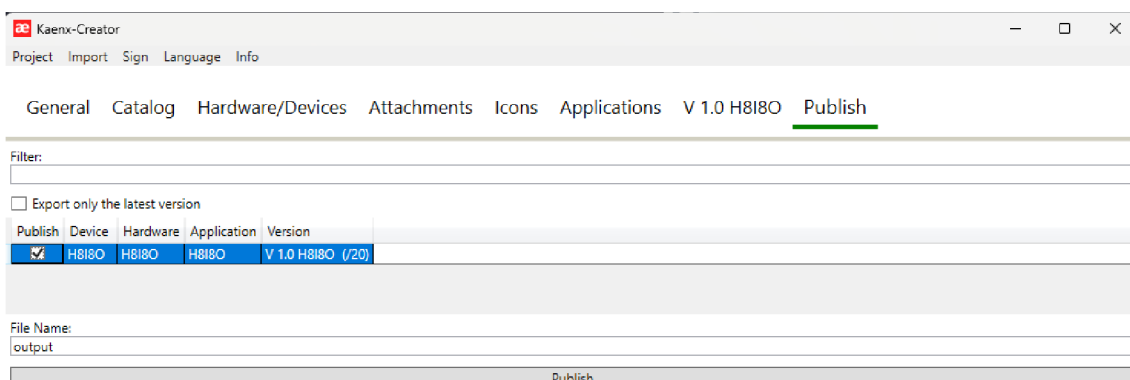 æ Kaenx-Creator
Project Import Sign Language Info
General Catalog Hardware/Devices Attachments Icons Applications V 1.0 H8I8O Publish
Filter:
Export only the latest version
Publish Device Hardware Application Version
H8I8O H8I8O H8I8O V 1.0 H8I8O (/20)
File Name:
output
Publish